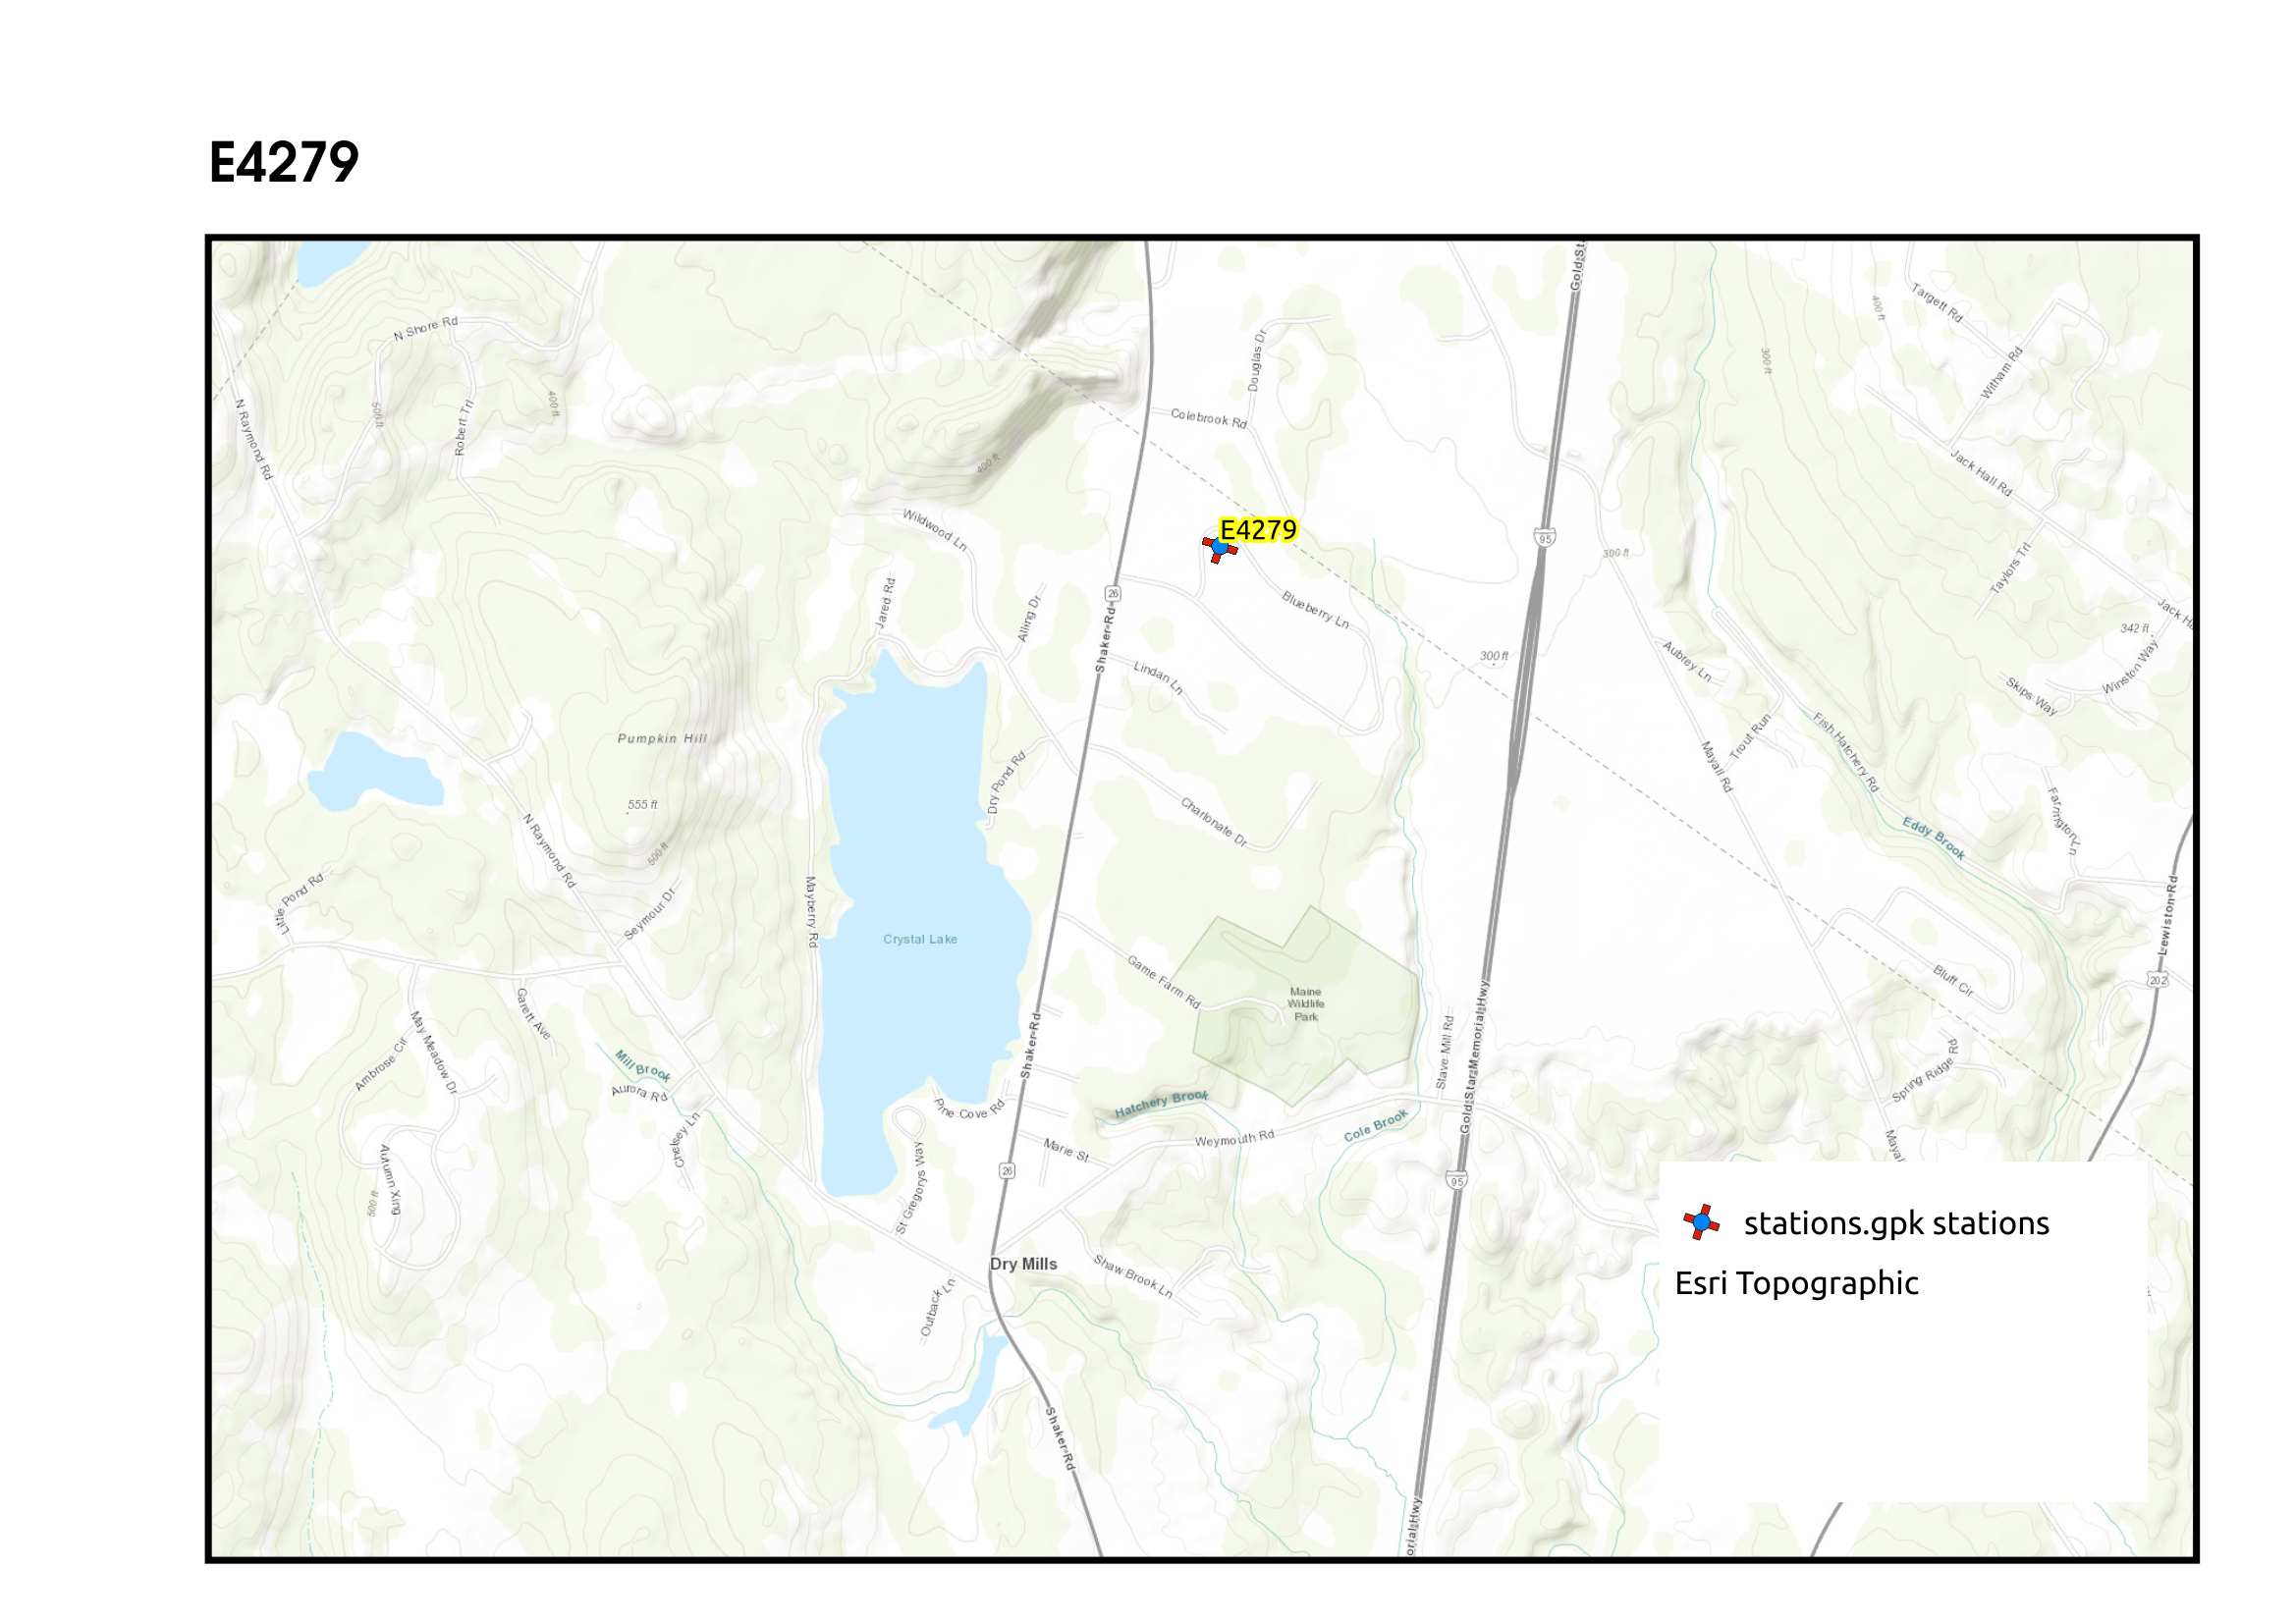 E4279
Gold Sta
Targett Rd
400 ft
N Shore Rd
Douglas Dr
300 ft
Witham Rd
500 ft
400 ft
N Raymond Rd
Robert Trl
Colebrook Rd
400 ft
Jack Hall Rd
Wildwood Ln
E4279
95
300 ft
Taylors Trl
Jared Rd
Alling Dr
26
Blueberry Ln
Jack Ha
342 ft
Shaker Rd
Lindan Ln
300 ft
Aubrey Ln
Skips Way
Winston Way
Pumpkin Hill
Dry Pond Rd
Mayall Rd
Trout Run
Fish Hatchery Rd
555 ft
N Raymond Rd
500 ft
Charlonate Dr
Eddy Brook
Farrington Ln
Little Pond Rd
Seymour Dr
Mayberry Rd
Crystal Lake
Lewiston Rd
Game Farm Rd
Maine
Wildlife
Park
Bluff Cir
202
Garett Ave
May Meadow Dr
Ambrose Cir
Mill Brook
Aurora Rd
Shaker Rd
Stave Mill Rd
Gold Star Memorial Hwy
Spring Ridge Rd
Pine Cove Rd
Hatchery Brook
Chelsey Ln
Marie St
Weymouth Rd
Cole Brook
Mayal
Autumn Xing
500 ft
St Gregorys Way
26
95
stations.gpk stations
Dry Mills
Shaw Brook Ln
Esri Topographic
Outback Ln
Shaker Rd
orial Hwy